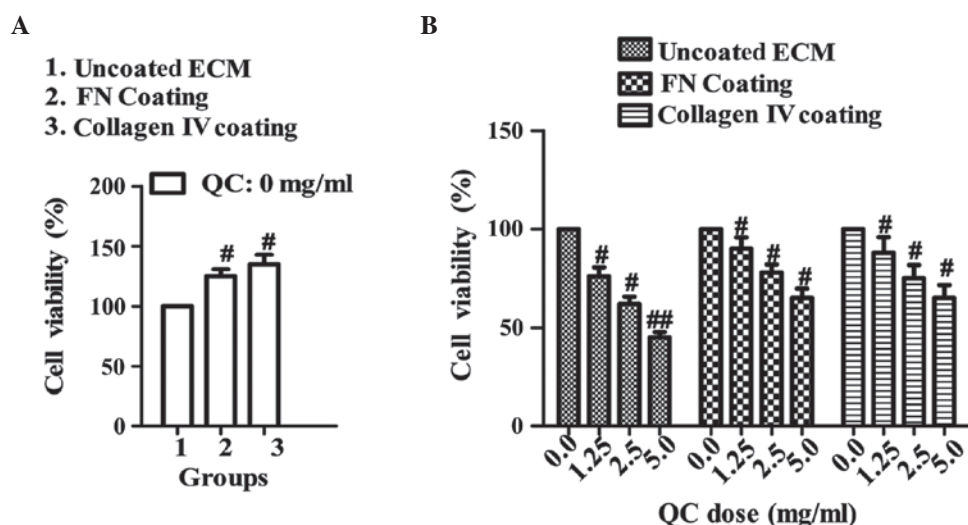 A
1. Uncoated ECM
2. FN Coating
3. Collagen IV coating
QC: 0 mg/ml
Cell viability (%)
200
150
100
50
0
#
#
1 2 3
Groups
B
Uncoated ECM
FN Coating
Collagen IV coating
Cell viability (%)
150
100
50
0
# # ## # # # # # #
0.0 1.25 2.5 5.0 0.0 1.25 2.5 5.0 0.0 1.25 2.5 5.0
QC dose (mg/ml)